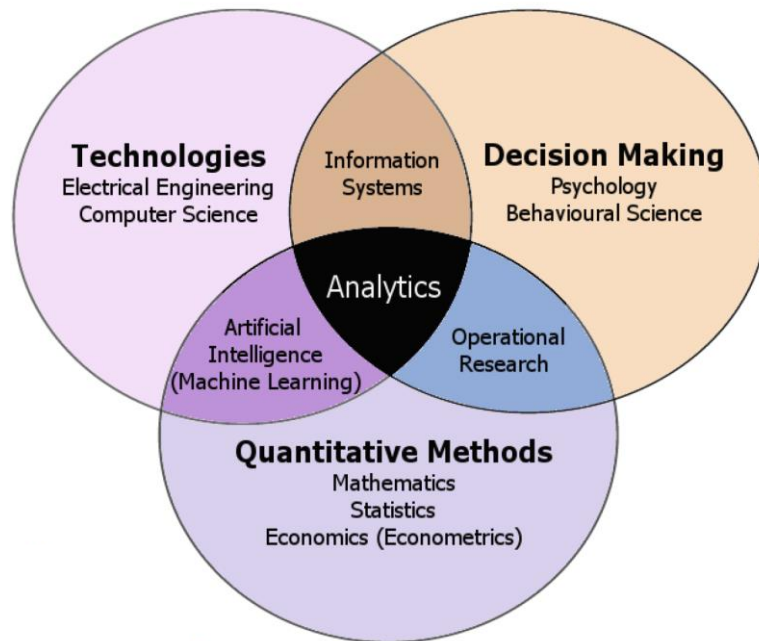 Technologies
Electrical Engineering
Computer Science
Information
Systems
Decision Making
Psychology
Behavioural Science
Analytics
Artificial
Intelligence
(Machine Learning)
Operational
Research
Quantitative Methods
Mathematics
Statistics
Economics (Econometrics)